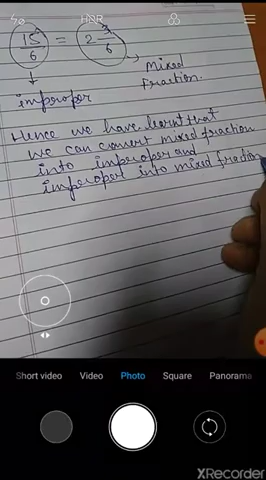 HDR
15/6 = 2 3/6
improper
Mixed
Fraction.
Hence we have learnt that
we can convert mixed fraction
into improper and
improper into mixed fraction
Short video Video Photo Square Panorama
XRecorder